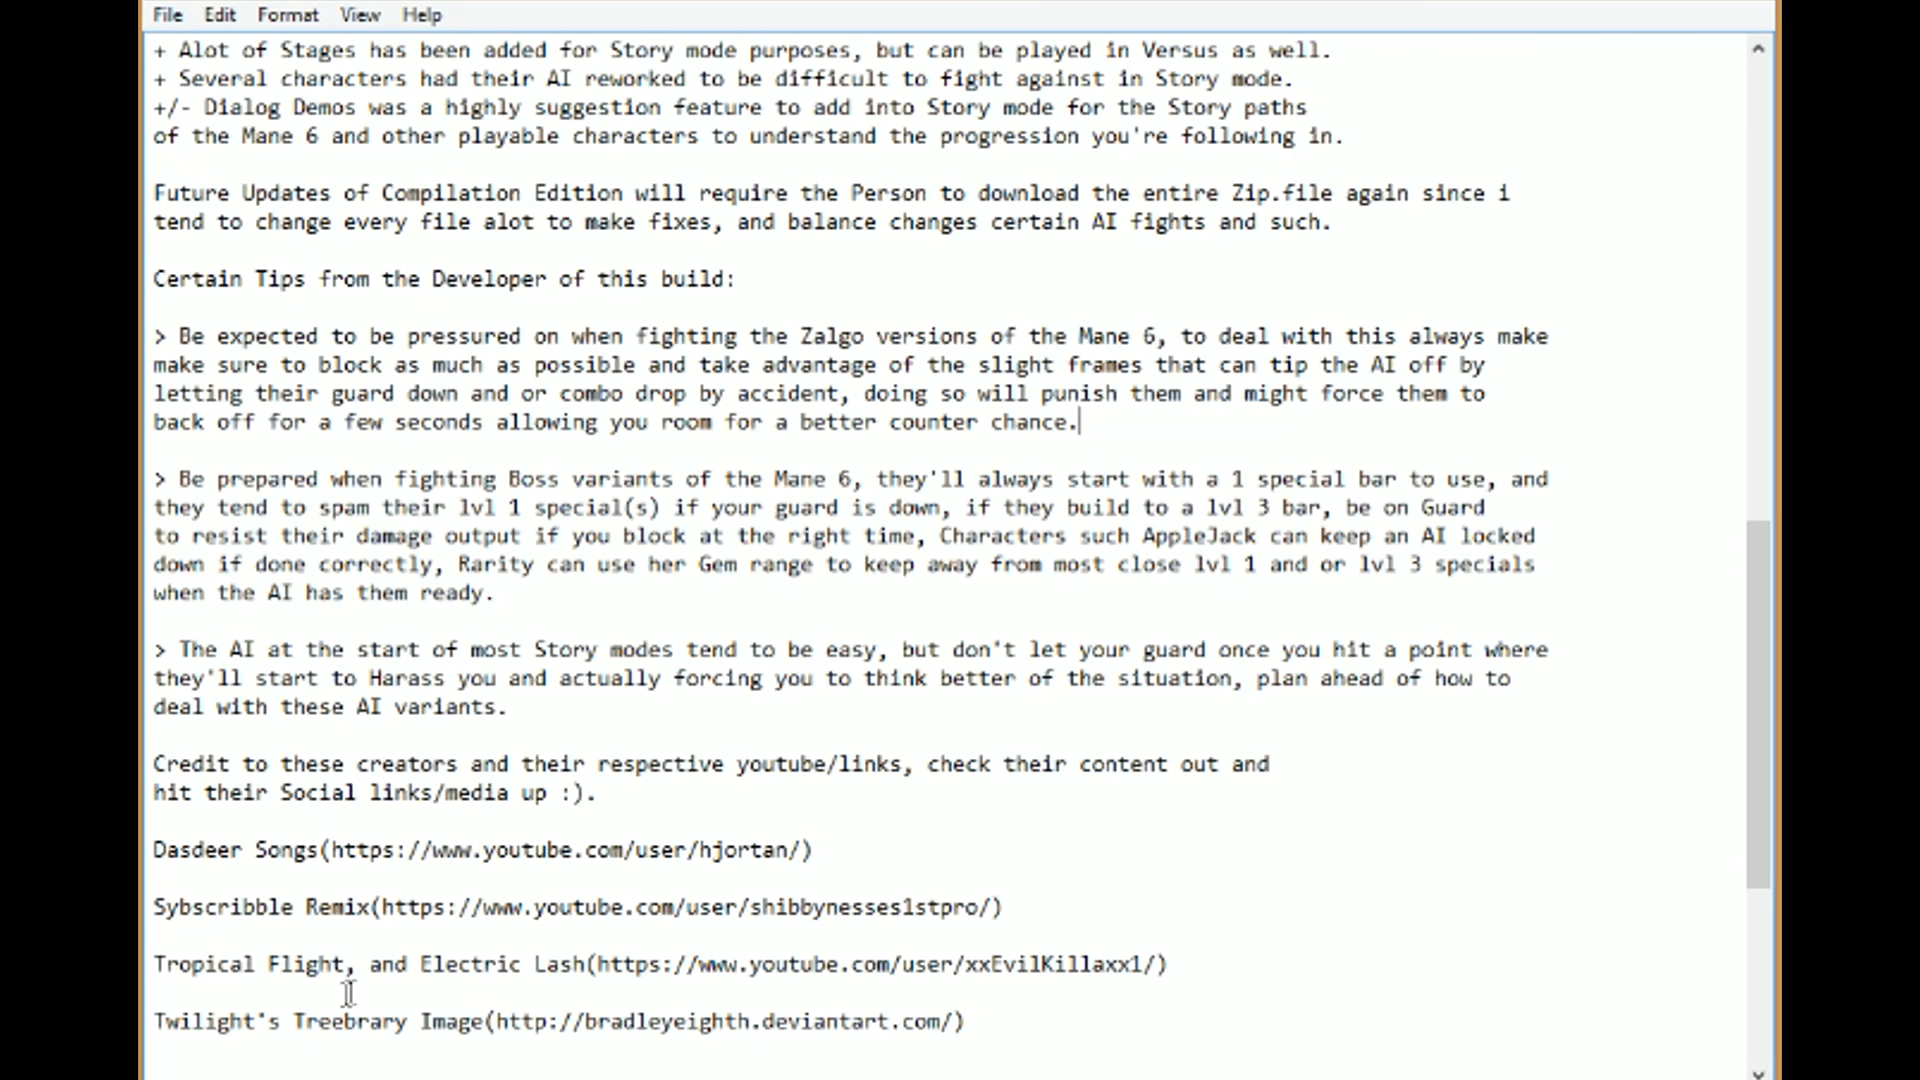 File Edit Format View Help
+ Alot of Stages has been added for Story mode purposes, but can be played in Versus as well.
+ Several characters had their AI reworked to be difficult to fight against in Story mode.
+/- Dialog Demos was a highly suggestion feature to add into Story mode for the Story paths
of the Mane 6 and other playable characters to understand the progression you're following in.
Future Updates of Compilation Edition will require the Person to download the entire Zip.file again since i
tend to change every file alot to make fixes, and balance changes certain AI fights and such.
Certain Tips from the Developer of this build:
> Be expected to be pressured on when fighting the Zalgo versions of the Mane 6, to deal with this always make
make sure to block as much as possible and take advantage of the slight frames that can tip the AI off by
letting their guard down and or combo drop by accident, doing so will punish them and might force them to
back off for a few seconds allowing you room for a better counter chance.
> Be prepared when fighting Boss variants of the Mane 6, they'll always start with a 1 special bar to use, and
they tend to spam their lvl 1 special(s) if your guard is down, if they build to a lvl 3 bar, be on Guard
to resist their damage output if you block at the right time, Characters such AppleJack can keep an AI locked
down if done correctly, Rarity can use her Gem range to keep away from most close lvl 1 and or lvl 3 specials
when the AI has them ready.
> The AI at the start of most Story modes tend to be easy, but don't let your guard once you hit a point where
they'll start to Harass you and actually forcing you to think better of the situation, plan ahead of how to
deal with these AI variants.
Credit to these creators and their respective youtube/links, check their content out and
hit their Social links/media up :).
Dasdeer Songs(https://www.youtube.com/user/hjortan/)
Sybscribble Remix(https://www.youtube.com/user/shibbynesses1stpro/)
Tropical Flight, and Electric Lash(https://www.youtube.com/user/xxEvilKillaxx1/)
Twilight's Treebrary Image(http://bradleyeighth.deviantart.com/)